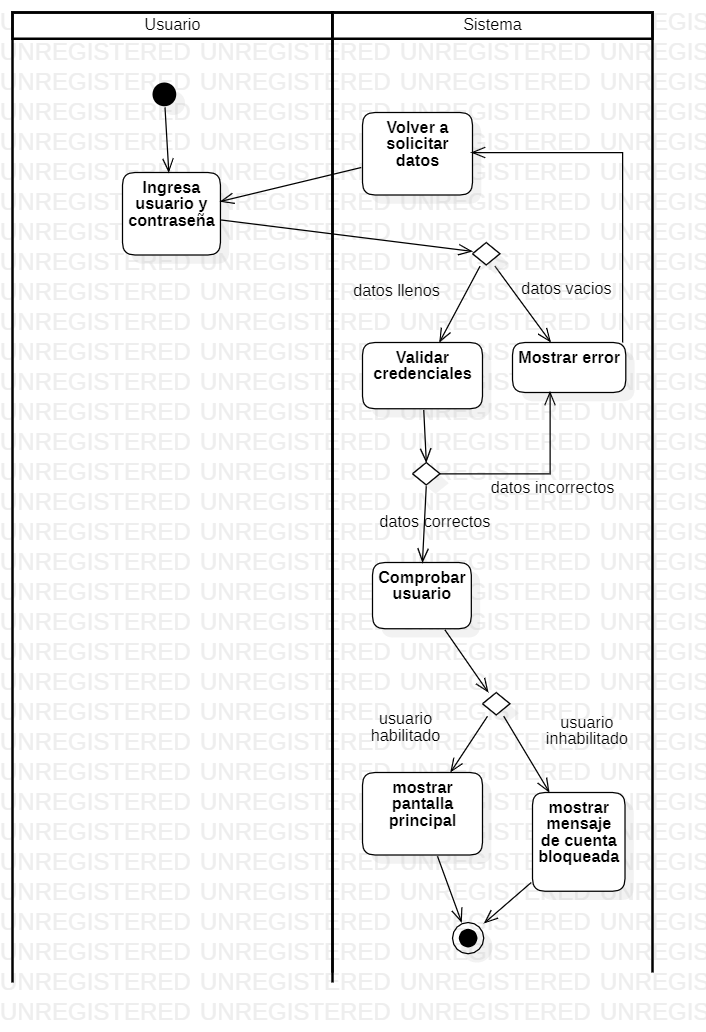 Usuario
Sistema
Volver a
solicitar
datos
Ingresa
usuario y
contraseña
datos llenos
datos vacios
Validar
credenciales
Mostrar error
datos incorrectos
datos correctos
Comprobar
usuario
usuario
habilitado
usuario
inhabilitado
mostrar
pantalla
principal
mostrar
mensaje
de cuenta
bloqueada
UNREGISTERED